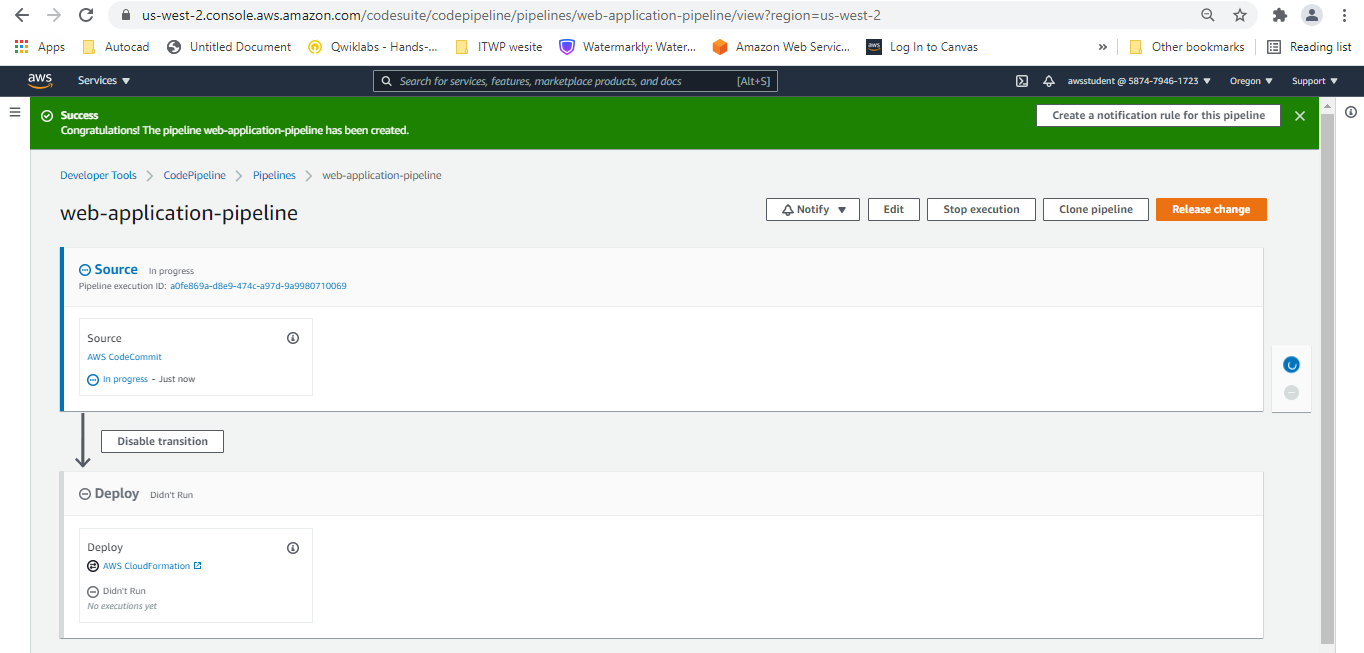 us-west-2.console.aws.amazon.com/codesuite/codepipeline/pipelines/web-application-pipeline/view?region=us-west-2
Apps Autocad Untitled Document Qwiklabs - Hands-... ITWP wesite Watermarkly: Water... Amazon Web Servic... aws Log In to Canvas » Other bookmarks Reading list
aws Services ▼ Search for services, features, marketplace products, and docs [Alt+S] awsstudent @ 5874-7946-1723 ▼ Oregon ▼ Support ▼
Success
Congratulations! The pipeline web-application-pipeline has been created.
Create a notification rule for this pipeline
Developer Tools > CodePipeline > Pipelines > web-application-pipeline
web-application-pipeline
Notify ▼ Edit Stop execution Clone pipeline Release change
Source In progress
Pipeline execution ID: a0fe869a-d8e9-474c-a97d-9a9980710069
Source
AWS CodeCommit
In progress - Just now
Disable transition
Deploy Didn't Run
Deploy
AWS CloudFormation
Didn't Run
No executions yet